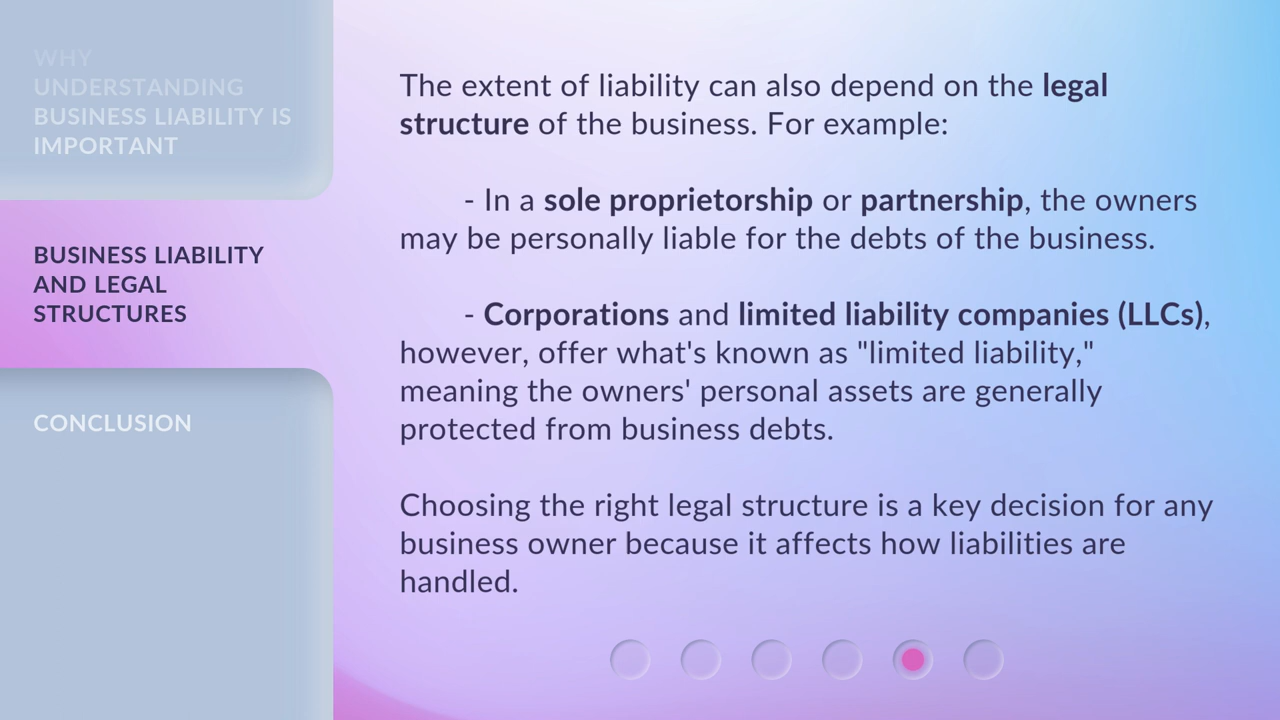 WHY
UNDERSTANDING
BUSINESS LIABILITY IS
IMPORTANT
BUSINESS LIABILITY
AND LEGAL
STRUCTURES
CONCLUSION
The extent of liability can also depend on the legal
structure of the business. For example:
- In a sole proprietorship or partnership, the owners
may be personally liable for the debts of the business.
- Corporations and limited liability companies (LLCs),
however, offer what's known as "limited liability,"
meaning the owners' personal assets are generally
protected from business debts.
Choosing the right legal structure is a key decision for any
business owner because it affects how liabilities are
handled.